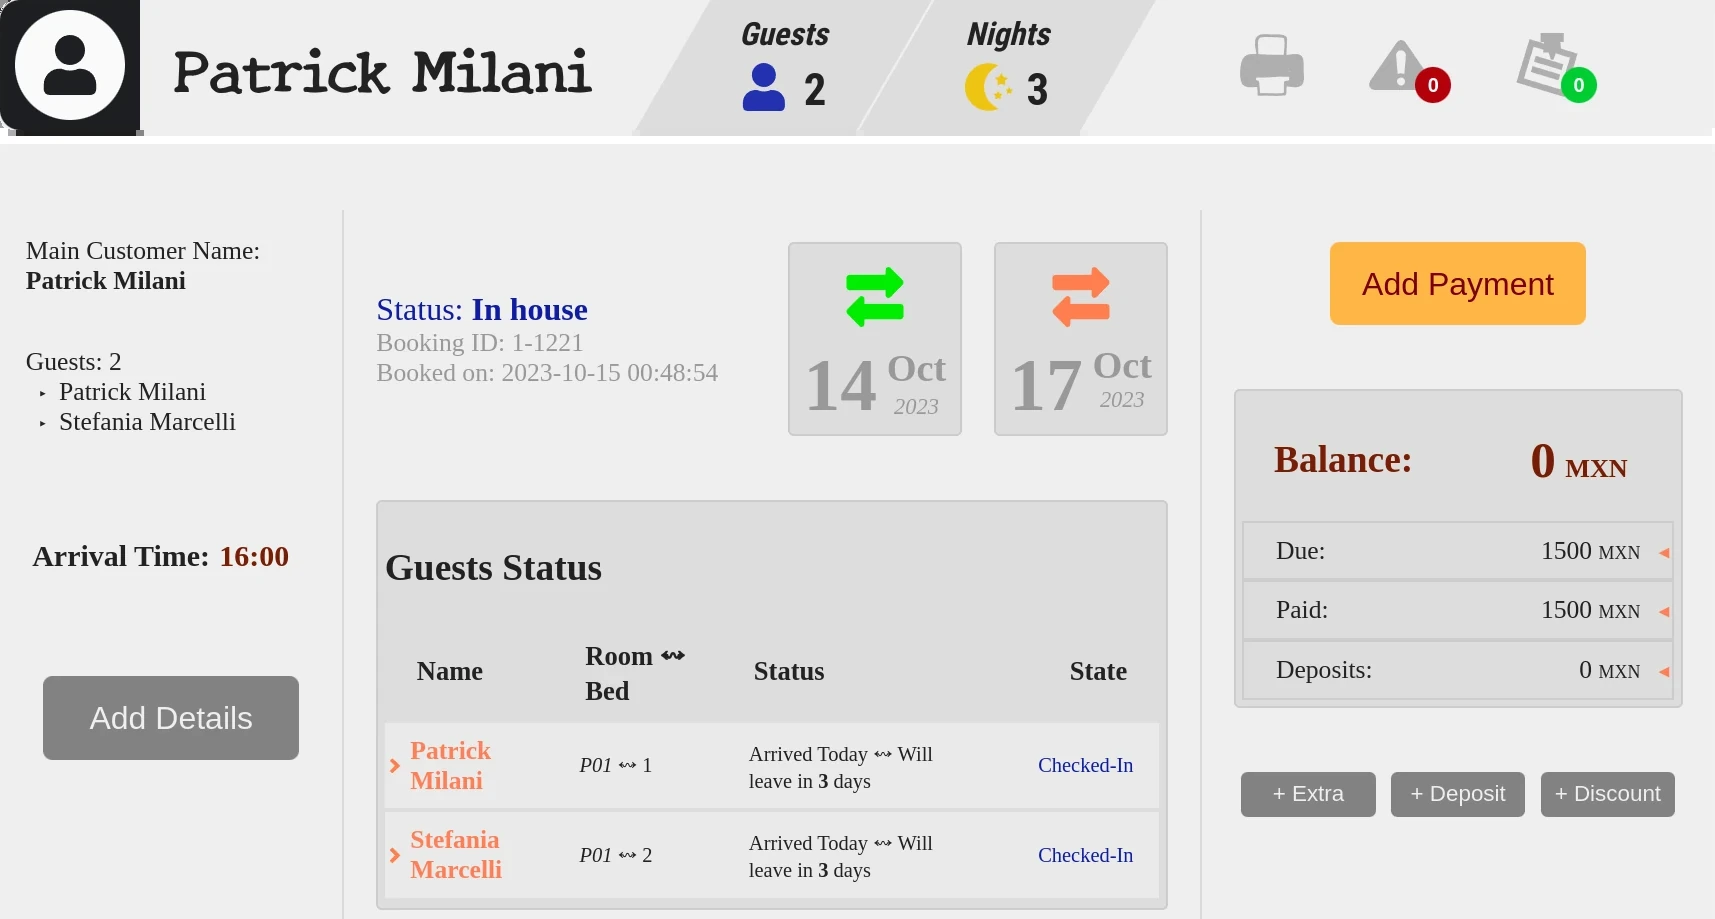 Patrick Milani
Guests
2
Nights
3
0
0
Main Customer Name:
Patrick Milani
Guests: 2
‣ Patrick Milani
‣ Stefania Marcelli
Arrival Time: 16:00
Add Details
Status: In house
Booking ID: 1-1221
Booked on: 2023-10-15 00:48:54
14 Oct
2023
17 Oct
2023
Guests Status
Name
Room ↭
Bed
Status
State
Patrick
Milani
P01 ↭ 1
Arrived Today ↭ Will
leave in 3 days
Checked-In
Stefania
Marcelli
P01 ↭ 2
Arrived Today ↭ Will
leave in 3 days
Checked-In
Add Payment
Balance: 0 MXN
Due: 1500 MXN
Paid: 1500 MXN
Deposits: 0 MXN
+ Extra
+ Deposit
+ Discount